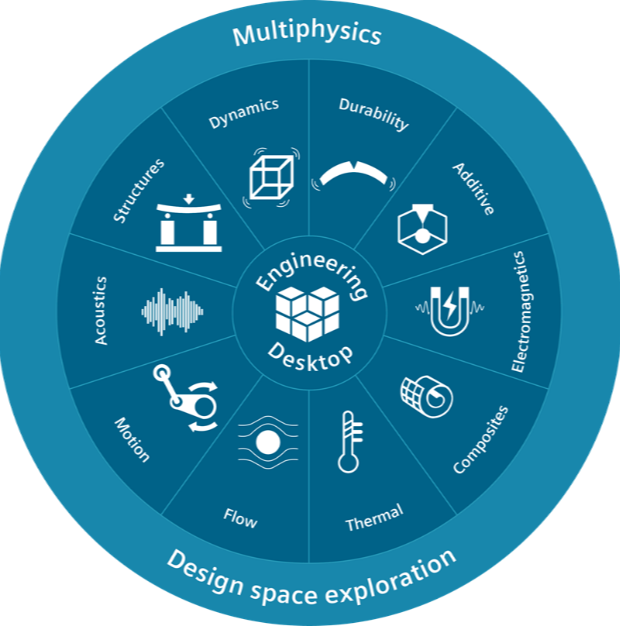 Multiphysics
Dynamics
Durability
Structures
Additive
Acoustics
Engineering
Desktop
Electromagnetics
Motion
Composites
Flow
Thermal
Design space exploration